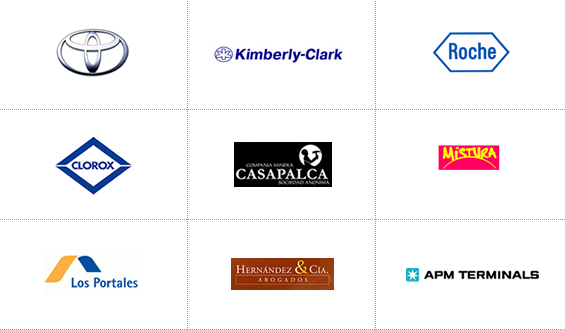 Kimberly-Clark
Roche
CLOROX
COMPAÑIA MINERA
CASAPALCA
SOCIEDAD ANONIMA
MiSTURA
Los Portales
HERNÁNDEZ & CÍA.
ABOGADOS
APM TERMINALS